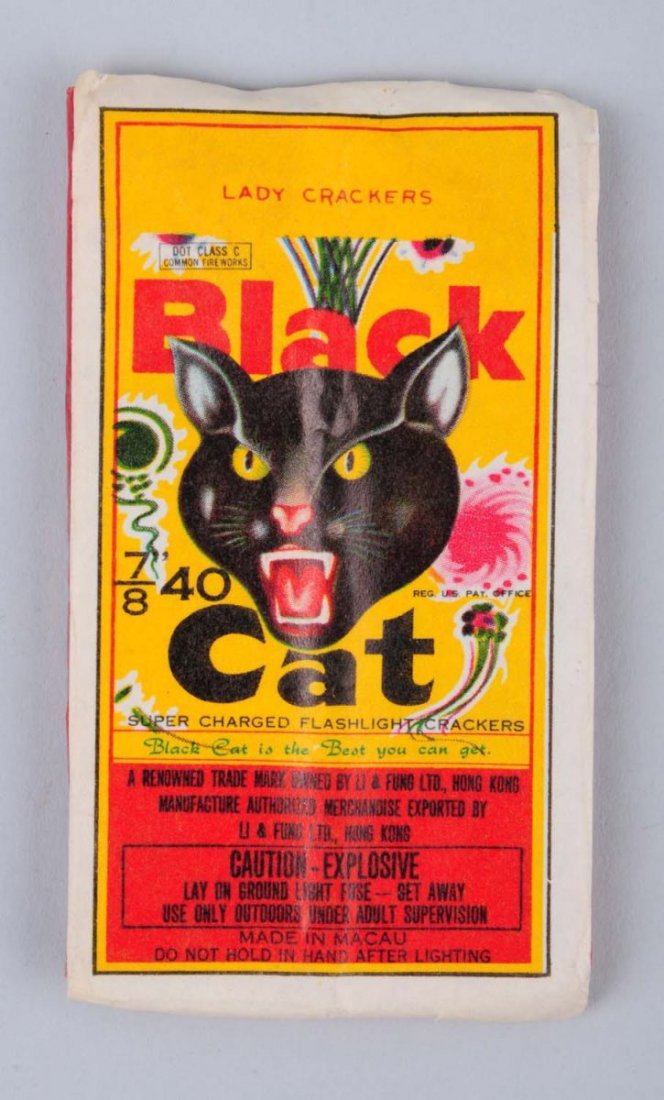 LADY CRACKERS
DOT CLASS C
COMMON FIREWORKS
Black
7/8" 40
REG. U.S. PAT. OFFICE
Cat
SUPER CHARGED FLASHLIGHT CRACKERS
Black Cat is the Best you can get.
A RENOWNED TRADE MARK OWNED BY LI & FUNG LTD., HONG KONG
MANUFACTURE AUTHORIZED MERCHANDISE EXPORTED BY
LI & FUNG LTD., HONG KONG
CAUTION - EXPLOSIVE
LAY ON GROUND LIGHT FUSE — GET AWAY
USE ONLY OUTDOORS UNDER ADULT SUPERVISION
MADE IN MACAU
DO NOT HOLD IN HAND AFTER LIGHTING